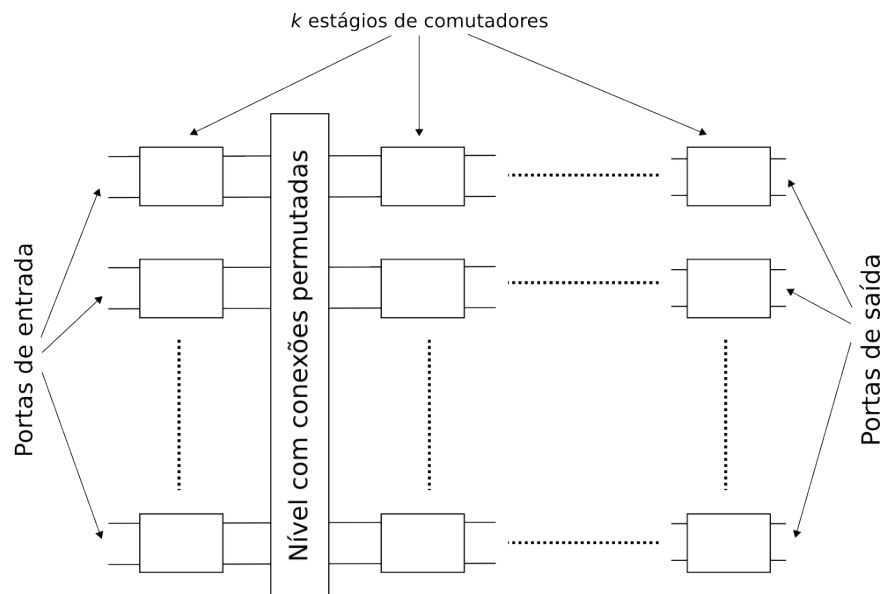 k estágios de comutadores
Portas de entrada
Nível com conexões permutadas
Portas de saída